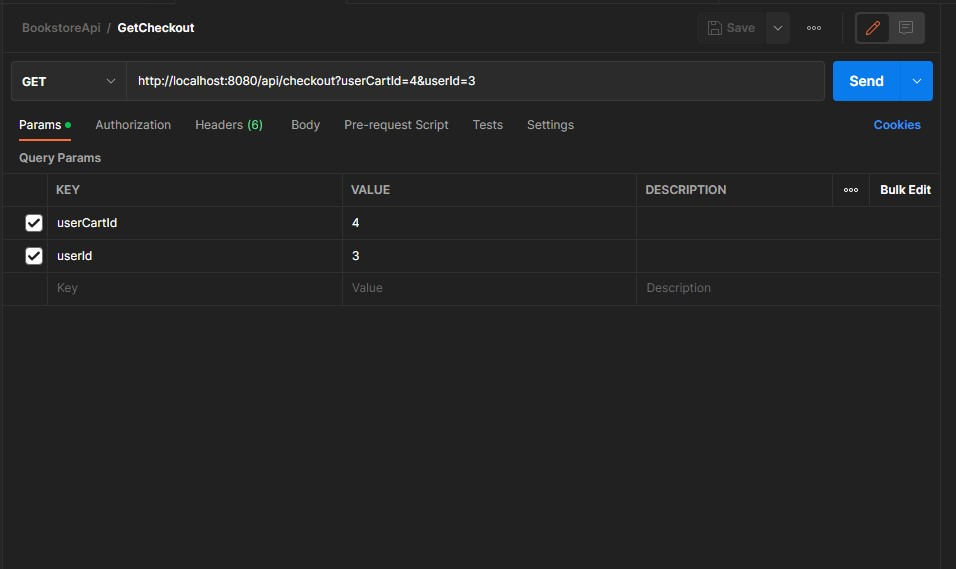 BookstoreApi / GetCheckout
Save
GET
http://localhost:8080/api/checkout?userCartId=4&userId=3
Send
Params
Authorization
Headers (6)
Body
Pre-request Script
Tests
Settings
Cookies
Query Params
KEY VALUE DESCRIPTION Bulk Edit
userCartId 4
userId 3
Key Value Description